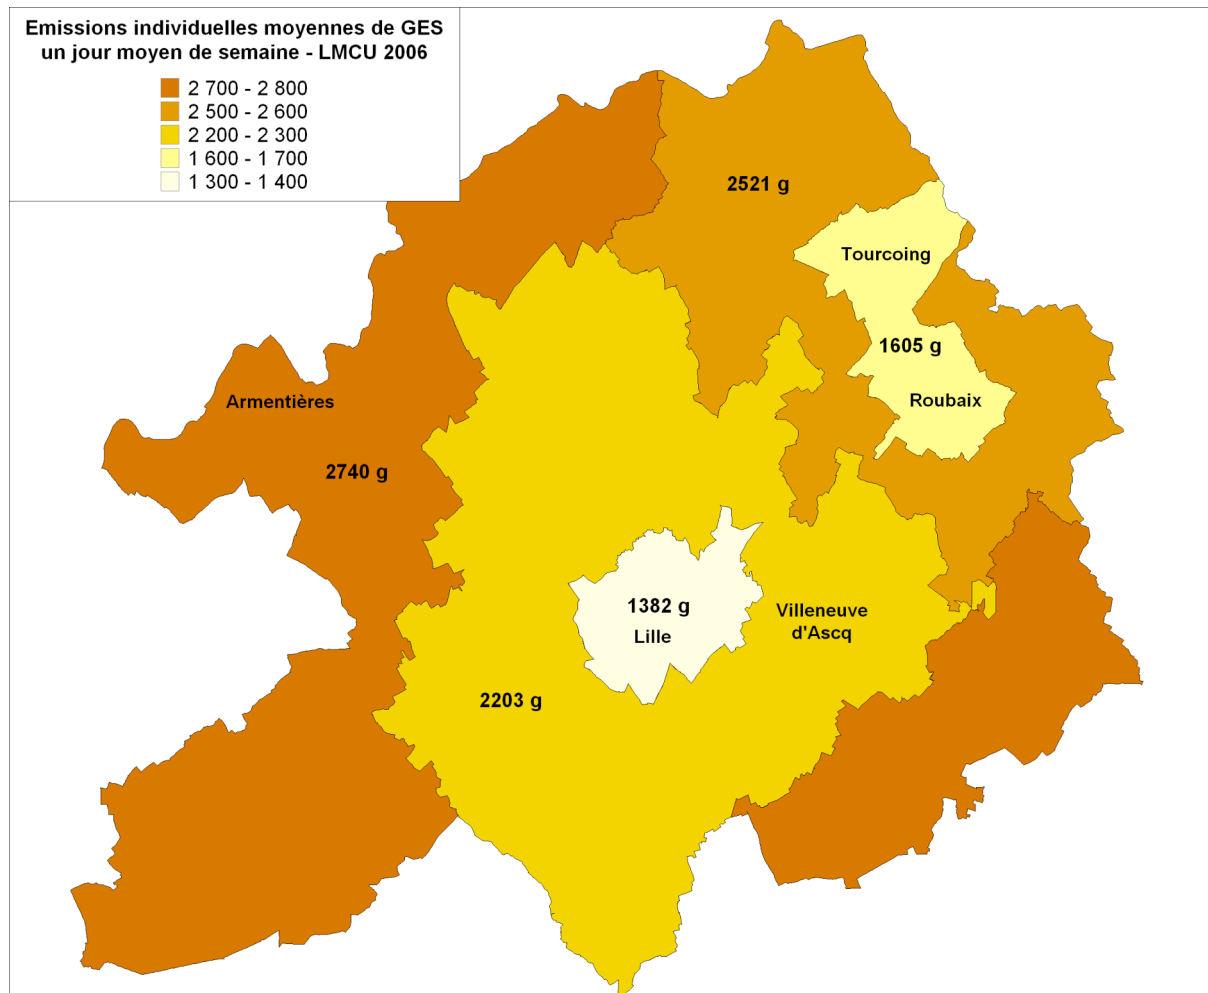 Emissions individuelles moyennes de GES
un jour moyen de semaine - LMCU 2006
2 700 - 2 800
2 500 - 2 600
2 200 - 2 300
1 600 - 1 700
1 300 - 1 400
2521 g
Tourcoing
1605 g
Roubaix
Armentières
2740 g
1382 g
Lille
Villeneuve
d'Ascq
2203 g